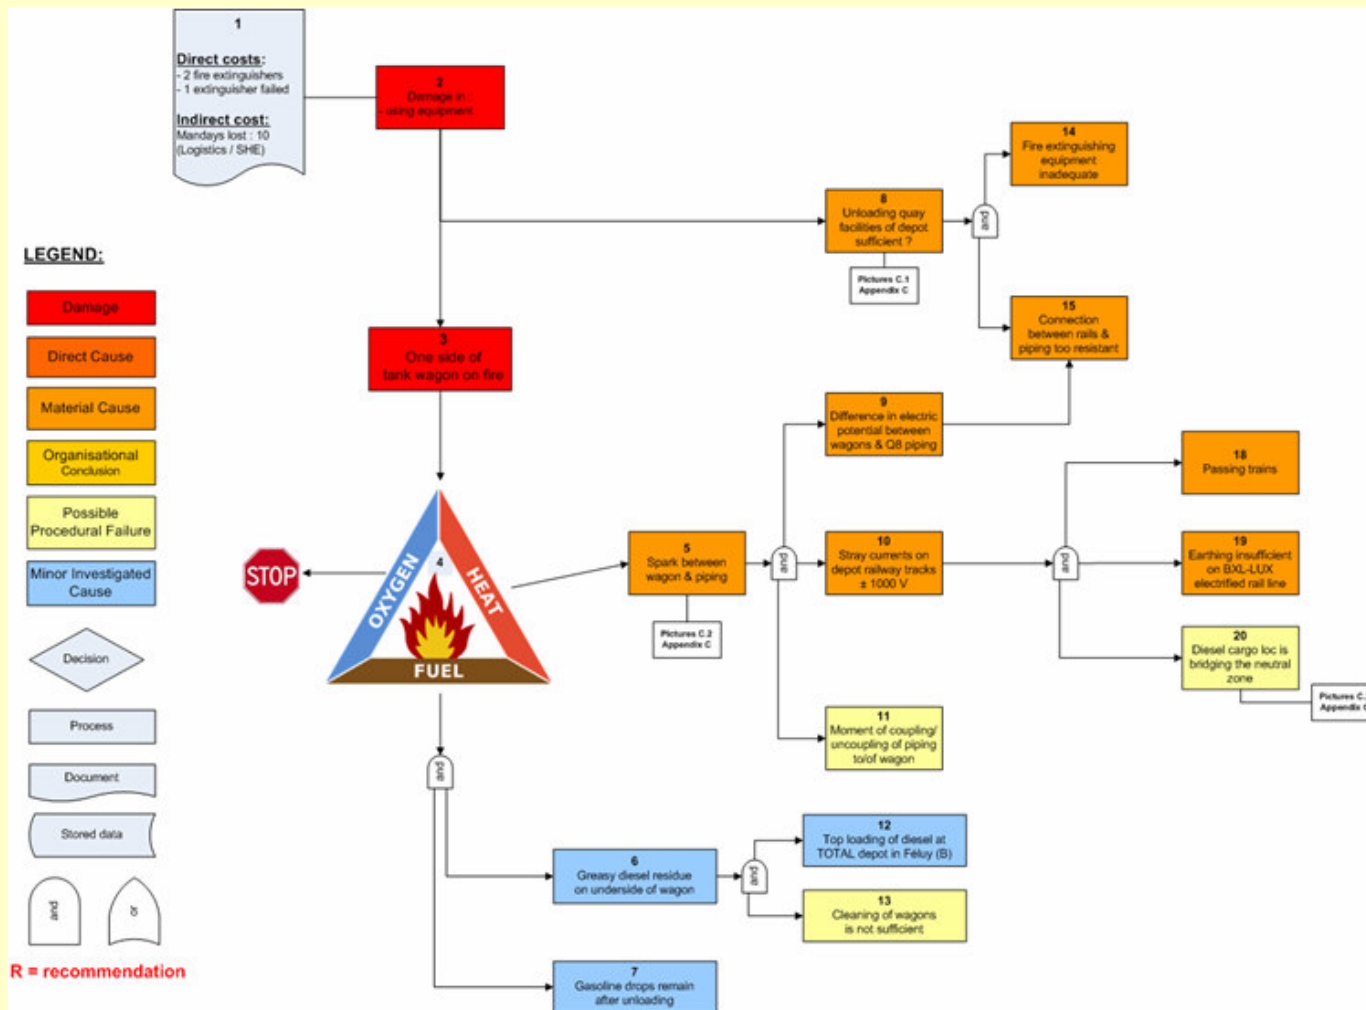 1
Direct costs:
- 2 fire extinguishers
- 1 extinguisher failed
Indirect cost:
Mandays lost : 10
(Logistics / SHE)
2
Damage in :
- using equipment
14
Fire extinguishing
equipment
inadequate
8
Unloading quay
facilities of depot
sufficient ?
and
Pictures C.1
Appendix C
15
Connection
between rails &
piping too resistant
3
One side of
tank wagon on fire
9
Difference in electric
potential between
wagons & Q8 piping
18
Passing trains
STOP
OXYGEN
4
HEAT
FUEL
5
Spark between
wagon & piping
Pictures C.2
Appendix C
and
10
Stray currents on
depot railway tracks
± 1000 V
and
19
Earthing insufficient
on BXL-LUX
electrified rail line
20
Diesel cargo loc is
bridging the neutral
zone
Pictures C.
Appendix
11
Moment of coupling/
uncoupling of piping
to/of wagon
and
6
Greasy diesel residue
on underside of wagon
and
12
Top loading of diesel at
TOTAL depot in Féluy (B)
13
Cleaning of wagons
is not sufficient
7
Gasoline drops remain
after unloading
LEGEND:
Damage
Direct Cause
Material Cause
Organisational
Conclusion
Possible
Procedural Failure
Minor Investigated
Cause
Decision
Process
Document
Stored data
and
or
R = recommendation